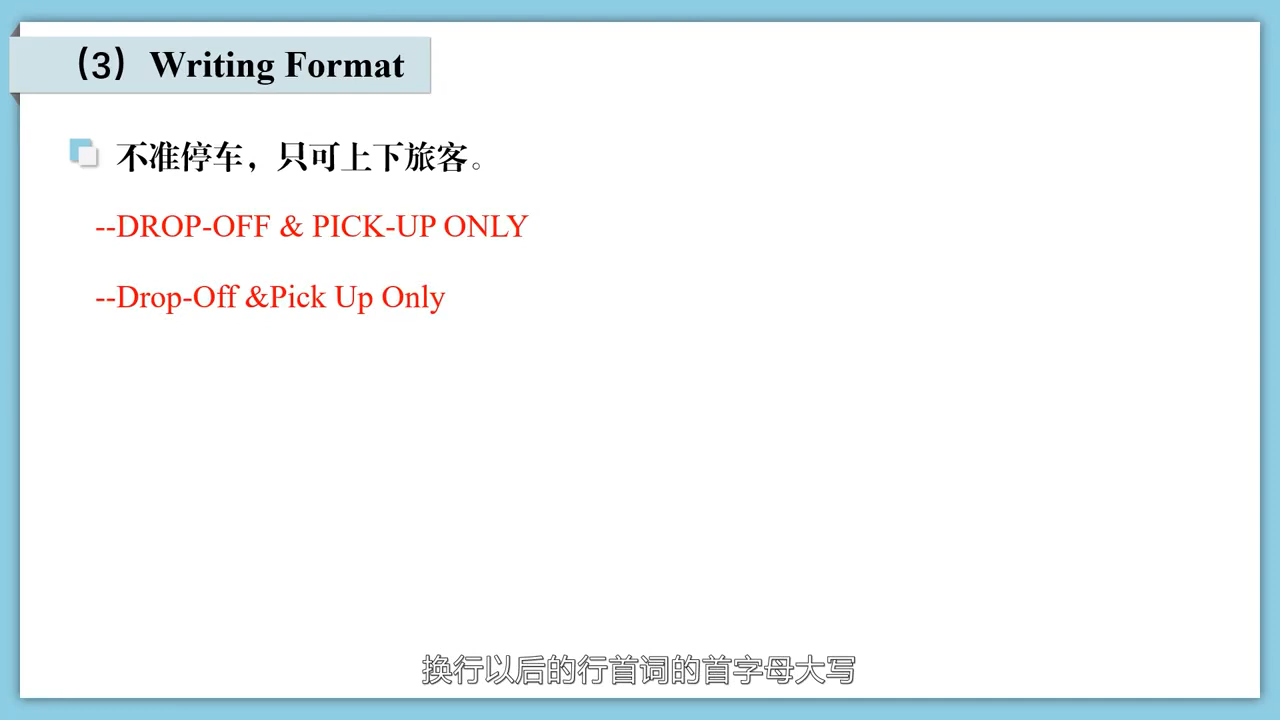 （3）Writing Format
不准停车，只可上下旅客。
--DROP-OFF & PICK-UP ONLY
--Drop-Off &Pick Up Only
换行以后的行首词的首字母大写